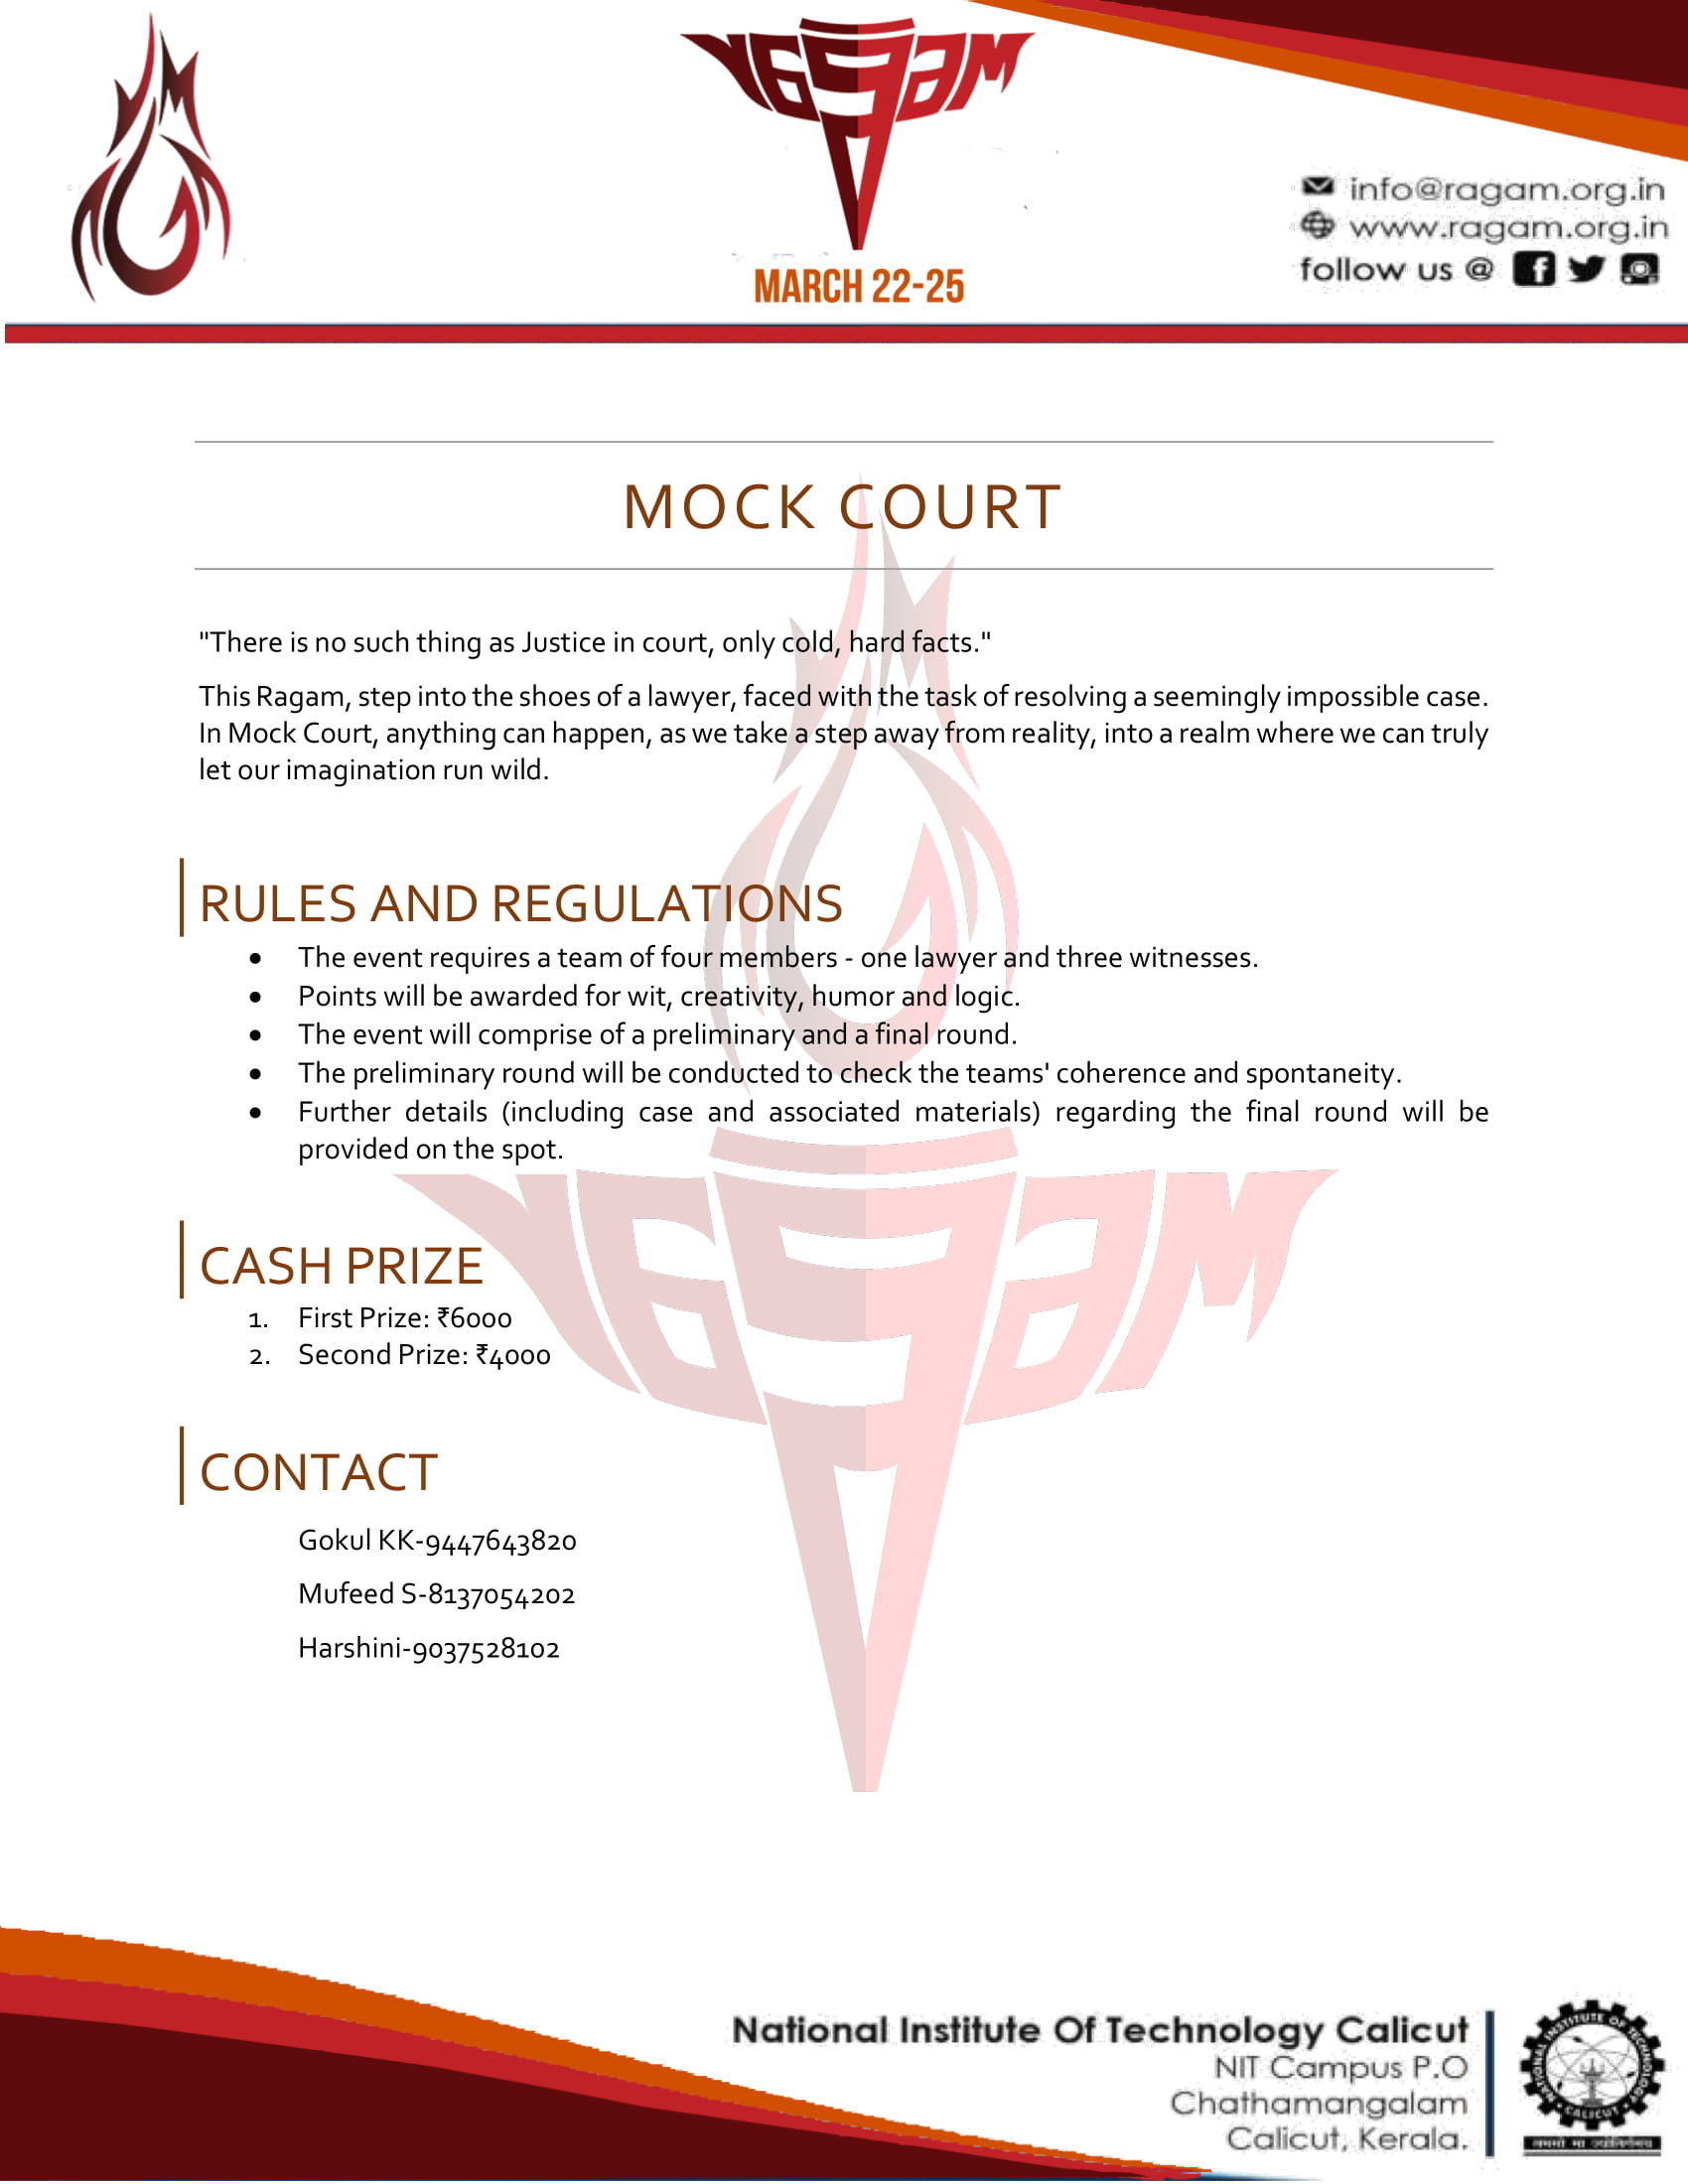 ragam
MARCH 22-25
info@ragam.org.in
www.ragam.org.in
follow us @
MOCK COURT
"There is no such thing as Justice in court, only cold, hard facts."
This Ragam, step into the shoes of a lawyer, faced with the task of resolving a seemingly impossible case.
In Mock Court, anything can happen, as we take a step away from reality, into a realm where we can truly
let our imagination run wild.
RULES AND REGULATIONS
• The event requires a team of four members - one lawyer and three witnesses.
• Points will be awarded for wit, creativity, humor and logic.
• The event will comprise of a preliminary and a final round.
• The preliminary round will be conducted to check the teams' coherence and spontaneity.
• Further details (including case and associated materials) regarding the final round will be
provided on the spot.
ragam
CASH PRIZE
1. First Prize: ₹6000
2. Second Prize: ₹4000
CONTACT
Gokul KK-9447643820
Mufeed S-8137054202
Harshini-9037528102
National Institute Of Technology Calicut
NIT Campus P.O
Chathamangalam
Calicut, Kerala.
NATIONAL INSTITUTE OF TECHNOLOGY
CALICUT